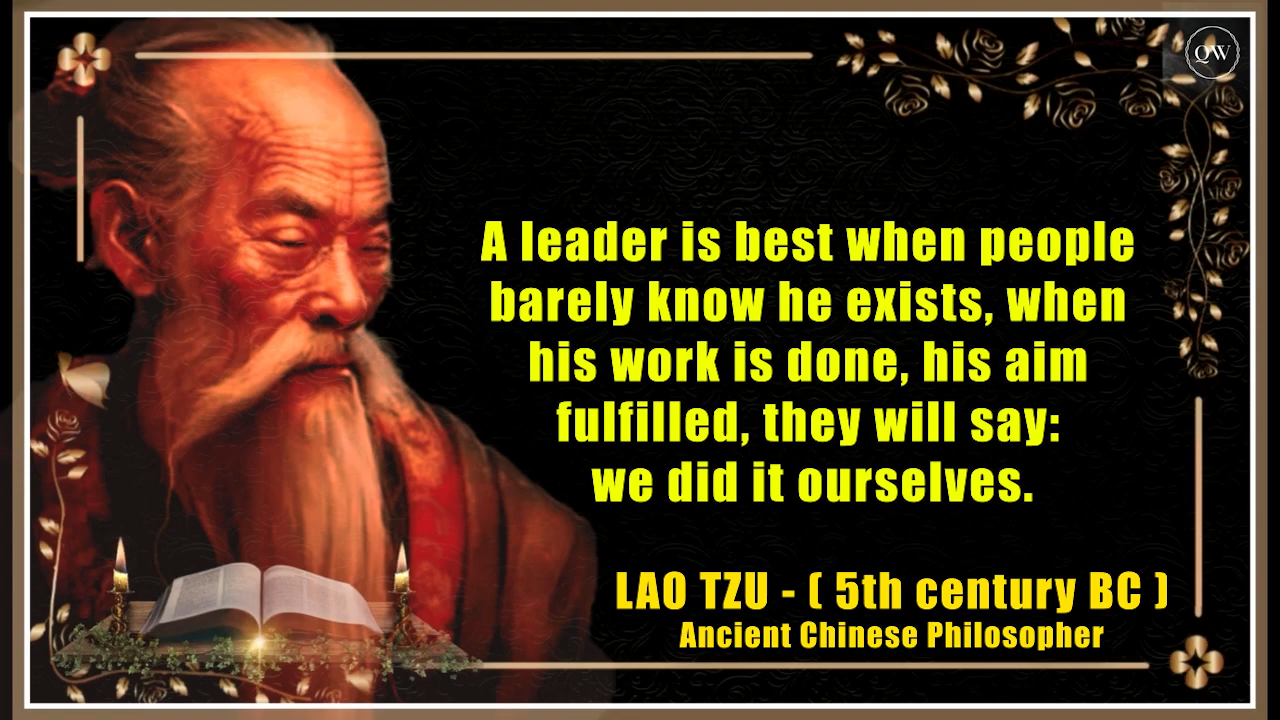 QW
A leader is best when people
barely know he exists, when
his work is done, his aim
fulfilled, they will say:
we did it ourselves.
LAO TZU - ( 5th century BC )
Ancient Chinese Philosopher